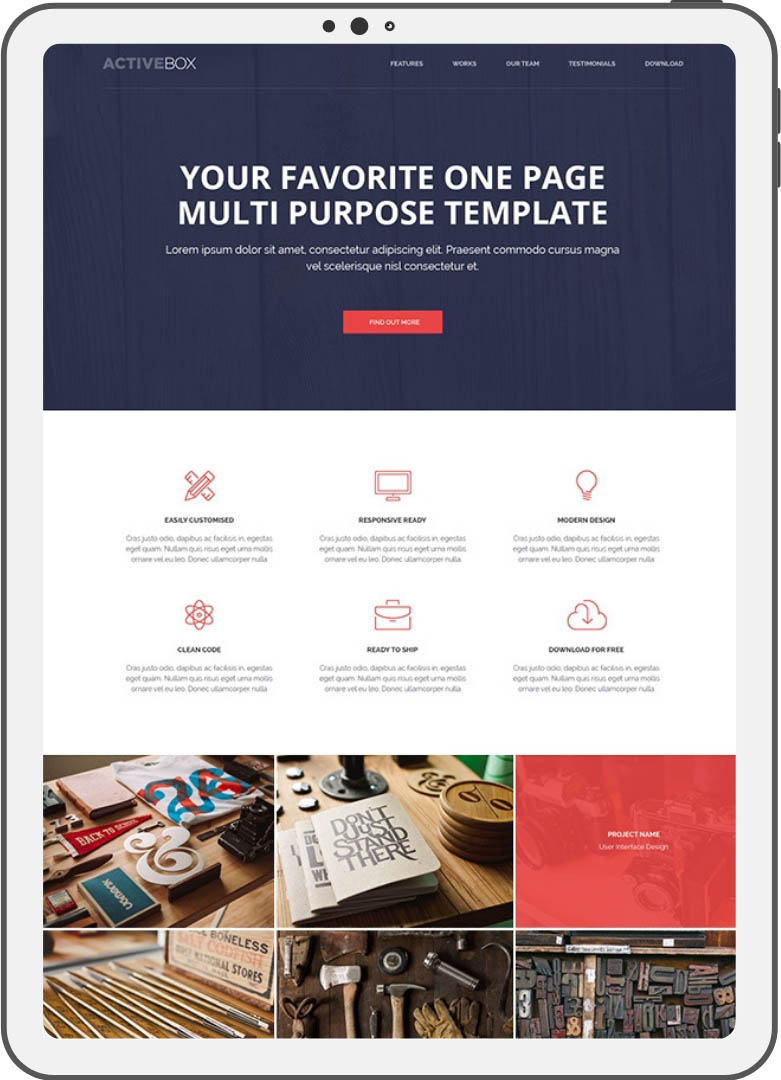 ACTIVEBOX
FEATURES WORKS OUR TEAM TESTIMONIALS DOWNLOAD
YOUR FAVORITE ONE PAGE
MULTI PURPOSE TEMPLATE
Lorem ipsum dolor sit amet, consectetur adipiscing elit. Praesent commodo cursus magna
vel scelerisque nisl consectetur et.
FIND OUT MORE
EASILY CUSTOMISED
Cras justo odio, dapibus ac facilisis in, egestas
eget quam. Nullam quis risus eget urna mollis
ornare vel eu leo. Donec ullamcorper nulla
RESPONSIVE READY
Cras justo odio, dapibus ac facilisis in, egestas
eget quam. Nullam quis risus eget urna mollis
ornare vel eu leo. Donec ullamcorper nulla
MODERN DESIGN
Cras justo odio, dapibus ac facilisis in, egestas
eget quam. Nullam quis risus eget urna mollis
ornare vel eu leo. Donec ullamcorper nulla
CLEAN CODE
Cras justo odio, dapibus ac facilisis in, egestas
eget quam. Nullam quis risus eget urna mollis
ornare vel eu leo. Donec ullamcorper nulla
READY TO SHIP
Cras justo odio, dapibus ac facilisis in, egestas
eget quam. Nullam quis risus eget urna mollis
ornare vel eu leo. Donec ullamcorper nulla
DOWNLOAD FOR FREE
Cras justo odio, dapibus ac facilisis in, egestas
eget quam. Nullam quis risus eget urna mollis
ornare vel eu leo. Donec ullamcorper nulla
BACK TO SCHOOL
&
DON'T
JUST
STAND
THERE
%
PROJECT NAME
User Interface Design
BONELESS
CODFISH
NATIONAL STORES